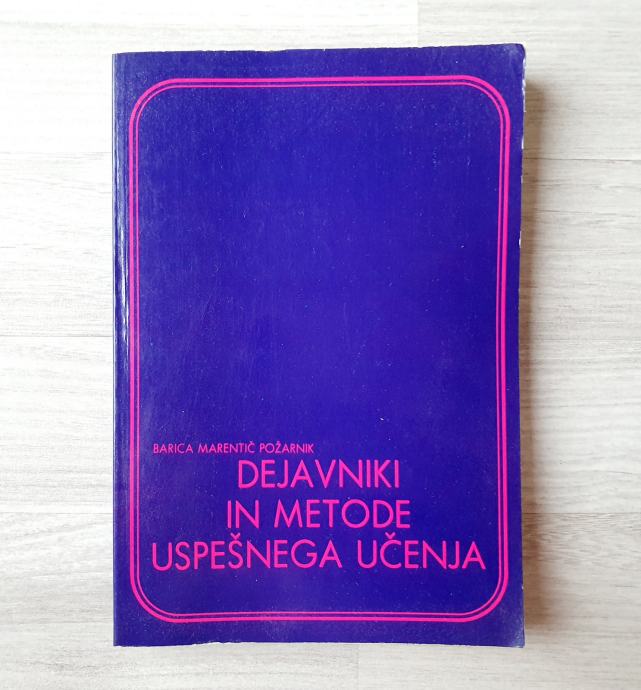 BARICA MARENTIČ POŽARNIK
DEJAVNIKI
IN METODE
USPEŠNEGA UČENJA